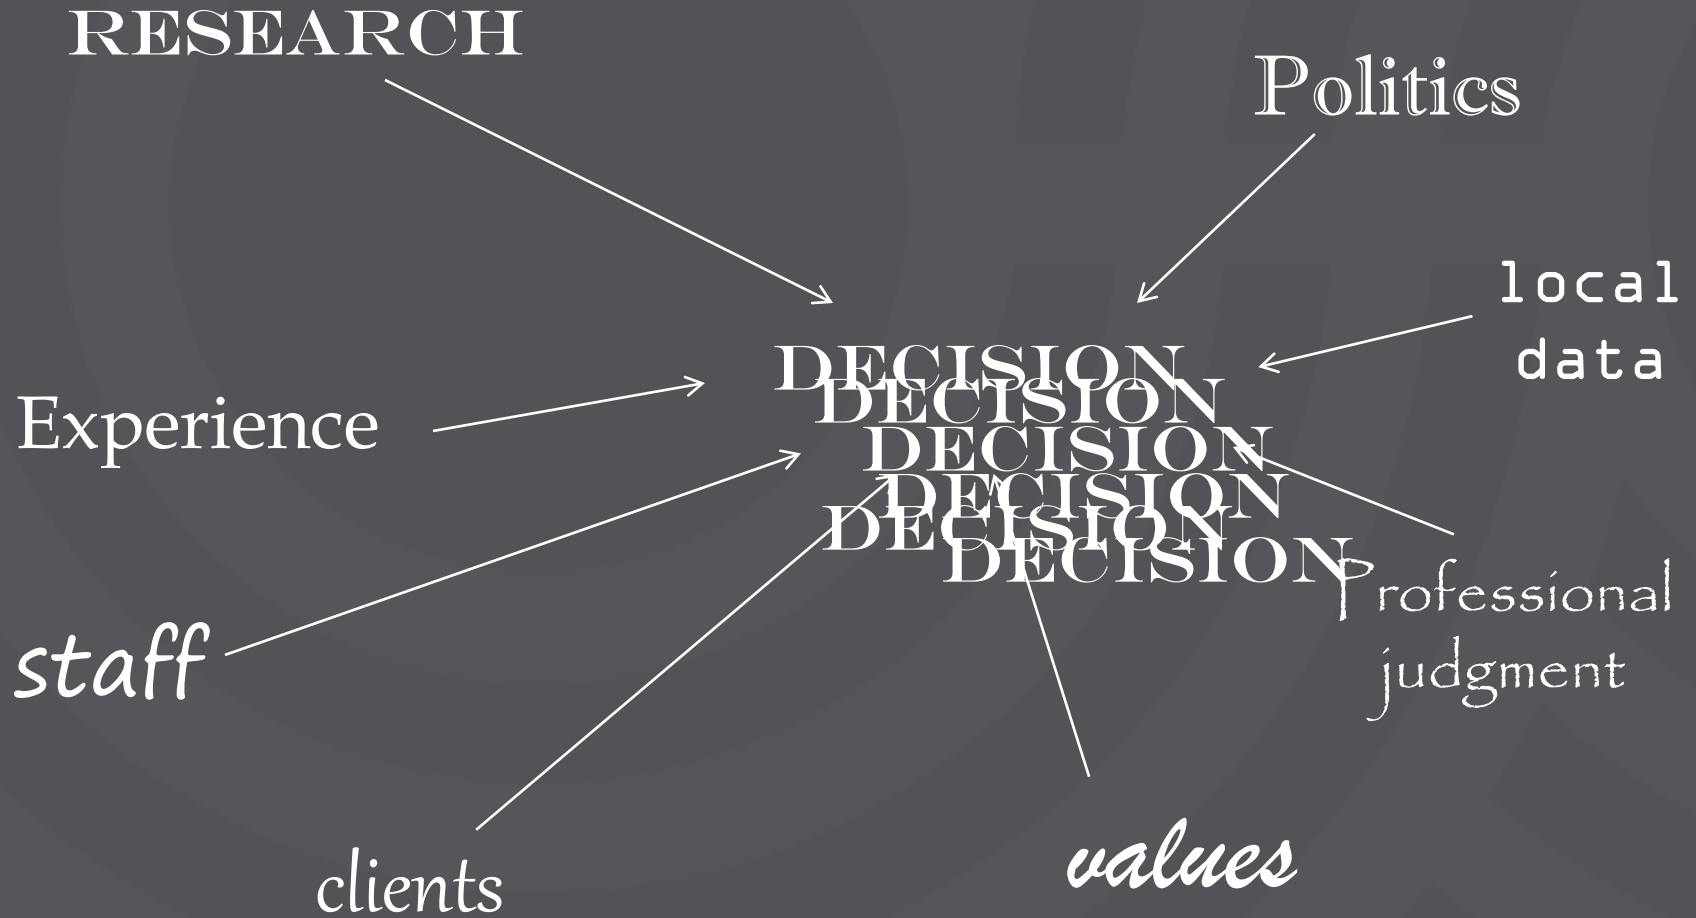 RESEARCH
Politics
local
data
DECISION
DECISION
Experience
DECISION
DECISION
DECISION
DECISION
Professional
judgment
staff
values
clients